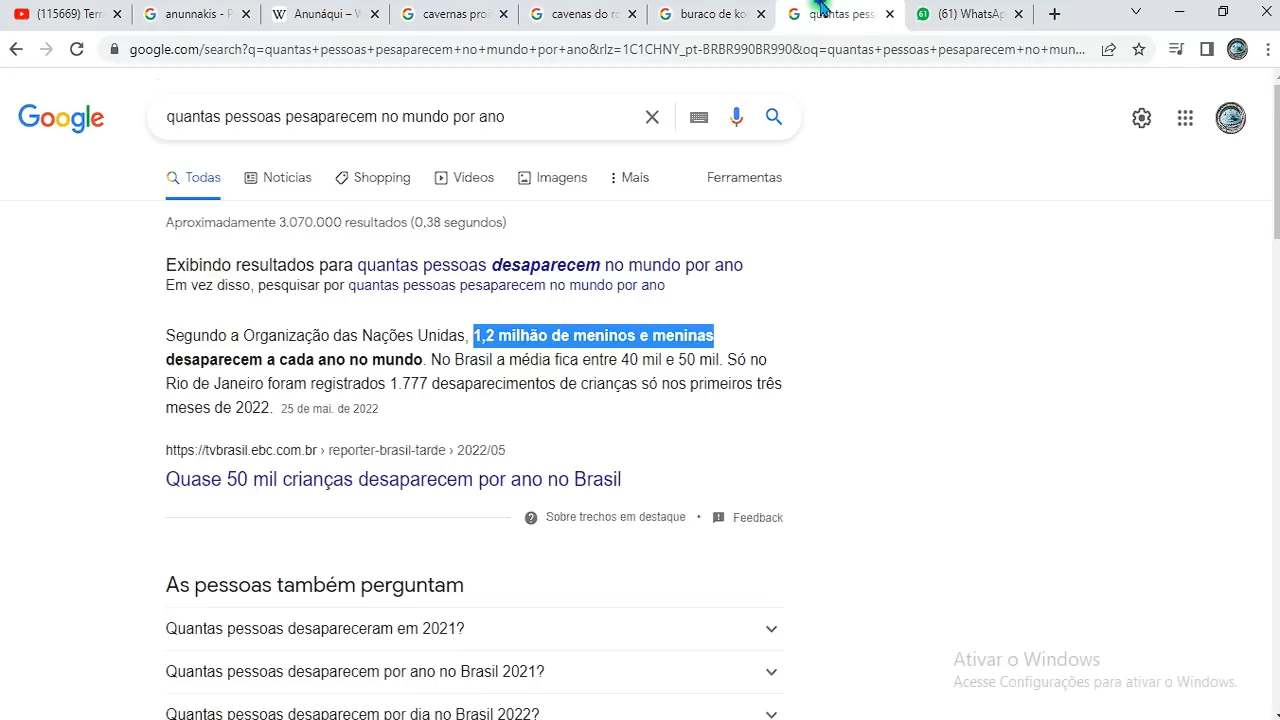 (115669) Terr
anunnakis - P
Anunáqui – W
cavernas prof
cavenas do ro
buraco de ko
quantas pess
(61) WhatsAp
google.com/search?q=quantas+pessoas+pesaparecem+no+mundo+por+ano&rlz=1C1CHNY_pt-BRBR990BR990&oq=quantas+pessoas+pesaparecem+no+mun...
Google
quantas pessoas pesaparecem no mundo por ano
Todas
Notícias
Shopping
Vídeos
Imagens
Mais
Ferramentas
Aproximadamente 3.070.000 resultados (0,38 segundos)
Exibindo resultados para quantas pessoas desaparecem no mundo por ano
Em vez disso, pesquisar por quantas pessoas pesaparecem no mundo por ano
Segundo a Organização das Nações Unidas, 1,2 milhão de meninos e meninas
desaparecem a cada ano no mundo. No Brasil a média fica entre 40 mil e 50 mil. Só no
Rio de Janeiro foram registrados 1.777 desaparecimentos de crianças só nos primeiros três
meses de 2022. 25 de mai. de 2022
https://tvbrasil.ebc.com.br › reporter-brasil-tarde › 2022/05
Quase 50 mil crianças desaparecem por ano no Brasil
Sobre trechos em destaque • Feedback
As pessoas também perguntam
Quantas pessoas desapareceram em 2021?
Quantas pessoas desaparecem por ano no Brasil 2021?
Quantas pessoas desaparecem por dia no Brasil 2022?
Ativar o Windows
Acesse Configurações para ativar o Windows.